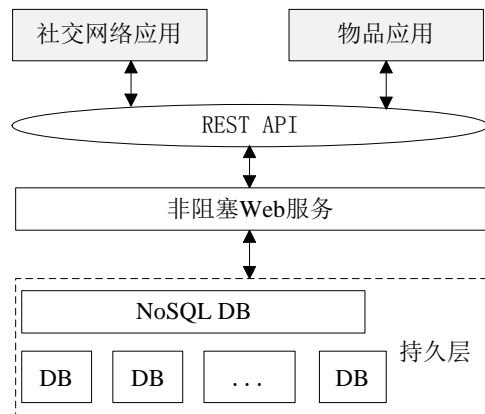 社交网络应用
物品应用
REST API
非阻塞Web服务
NoSQL DB
持久层
DB
DB
...
DB